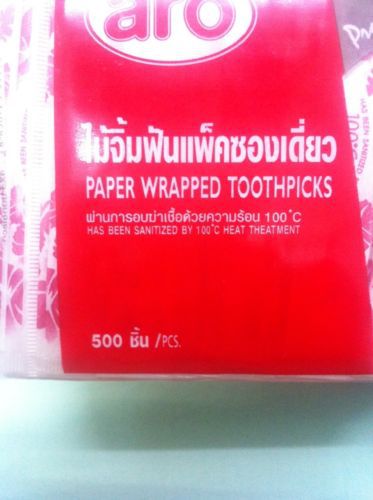 aro
ไม้จิ้มฟันแพ็คซองเดี่ยว
PAPER WRAPPED TOOTHPICKS
ผ่านการอบฆ่าเชื้อด้วยความร้อน 100°C
HAS BEEN SANITIZED BY 100°C HEAT THEATMENT
500 ชิ้น /PCS.